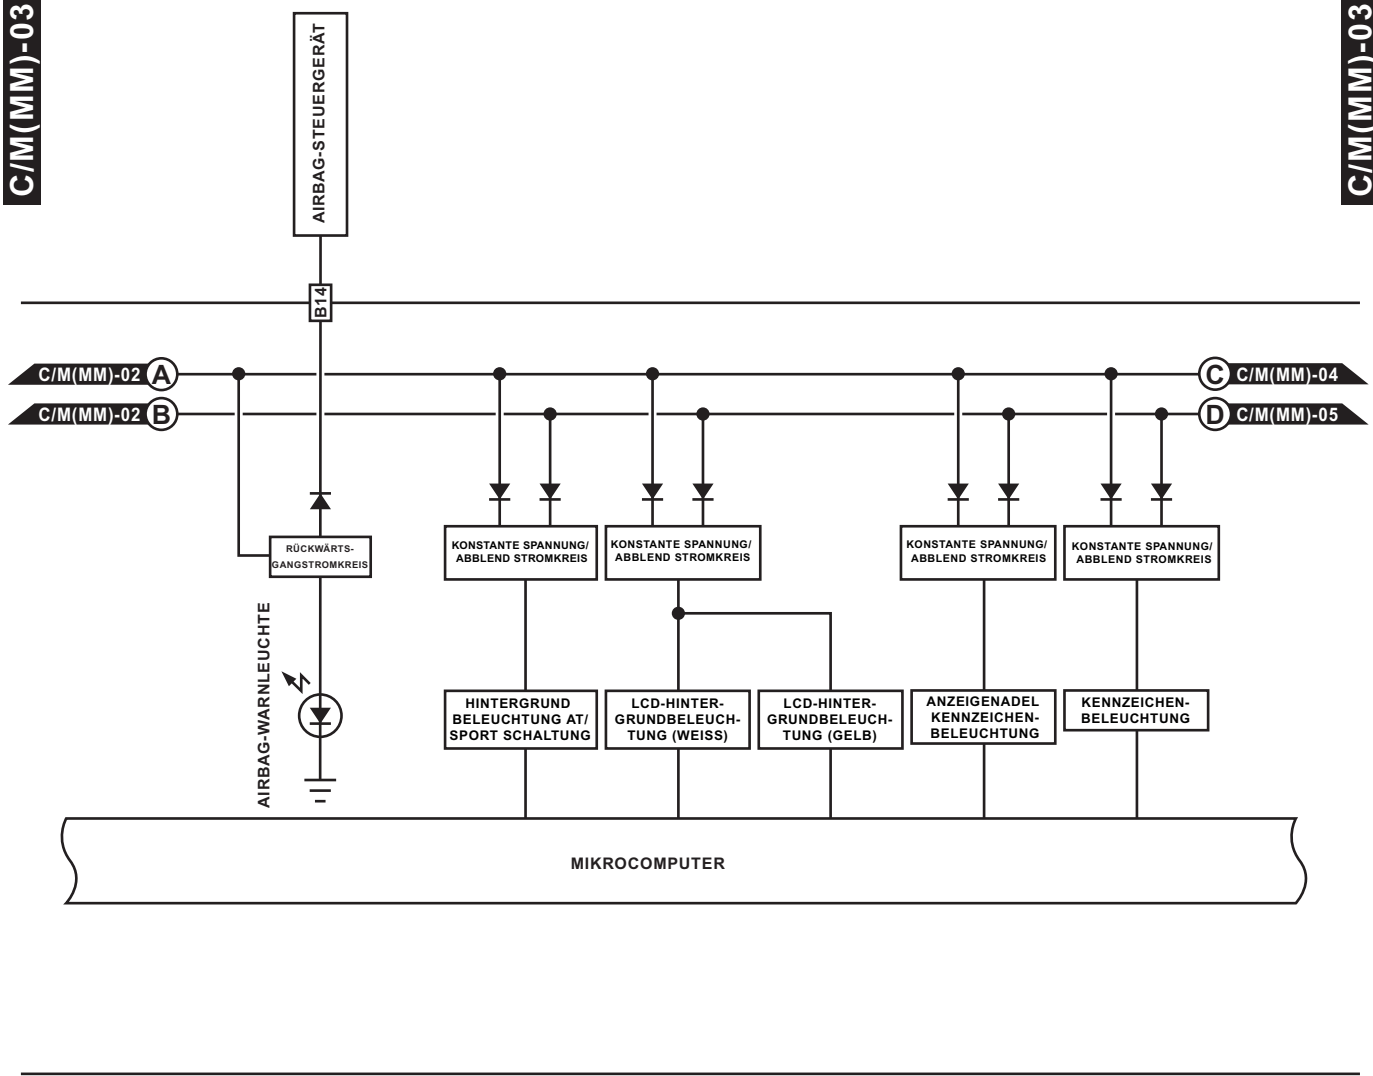 C/M(MM)-03
C/M(MM)-03
AIRBAG-STEUERGERÄT
B14
C/M(MM)-02 A
C C/M(MM)-04
C/M(MM)-02 B
D C/M(MM)-05
RÜCKWÄRTS-
GANGSTROMKREIS
KONSTANTE SPANNUNG/
ABBLEND STROMKREIS
KONSTANTE SPANNUNG/
ABBLEND STROMKREIS
KONSTANTE SPANNUNG/
ABBLEND STROMKREIS
KONSTANTE SPANNUNG/
ABBLEND STROMKREIS
AIRBAG-WARNLEUCHTE
HINTERGRUND
BELEUCHTUNG AT/
SPORT SCHALTUNG
LCD-HINTER-
GRUNDBELEUCH-
TUNG (WEISS)
LCD-HINTER-
GRUNDBELEUCH-
TUNG (GELB)
ANZEIGENADEL
KENNZEICHEN-
BELEUCHTUNG
KENNZEICHEN-
BELEUCHTUNG
MIKROCOMPUTER